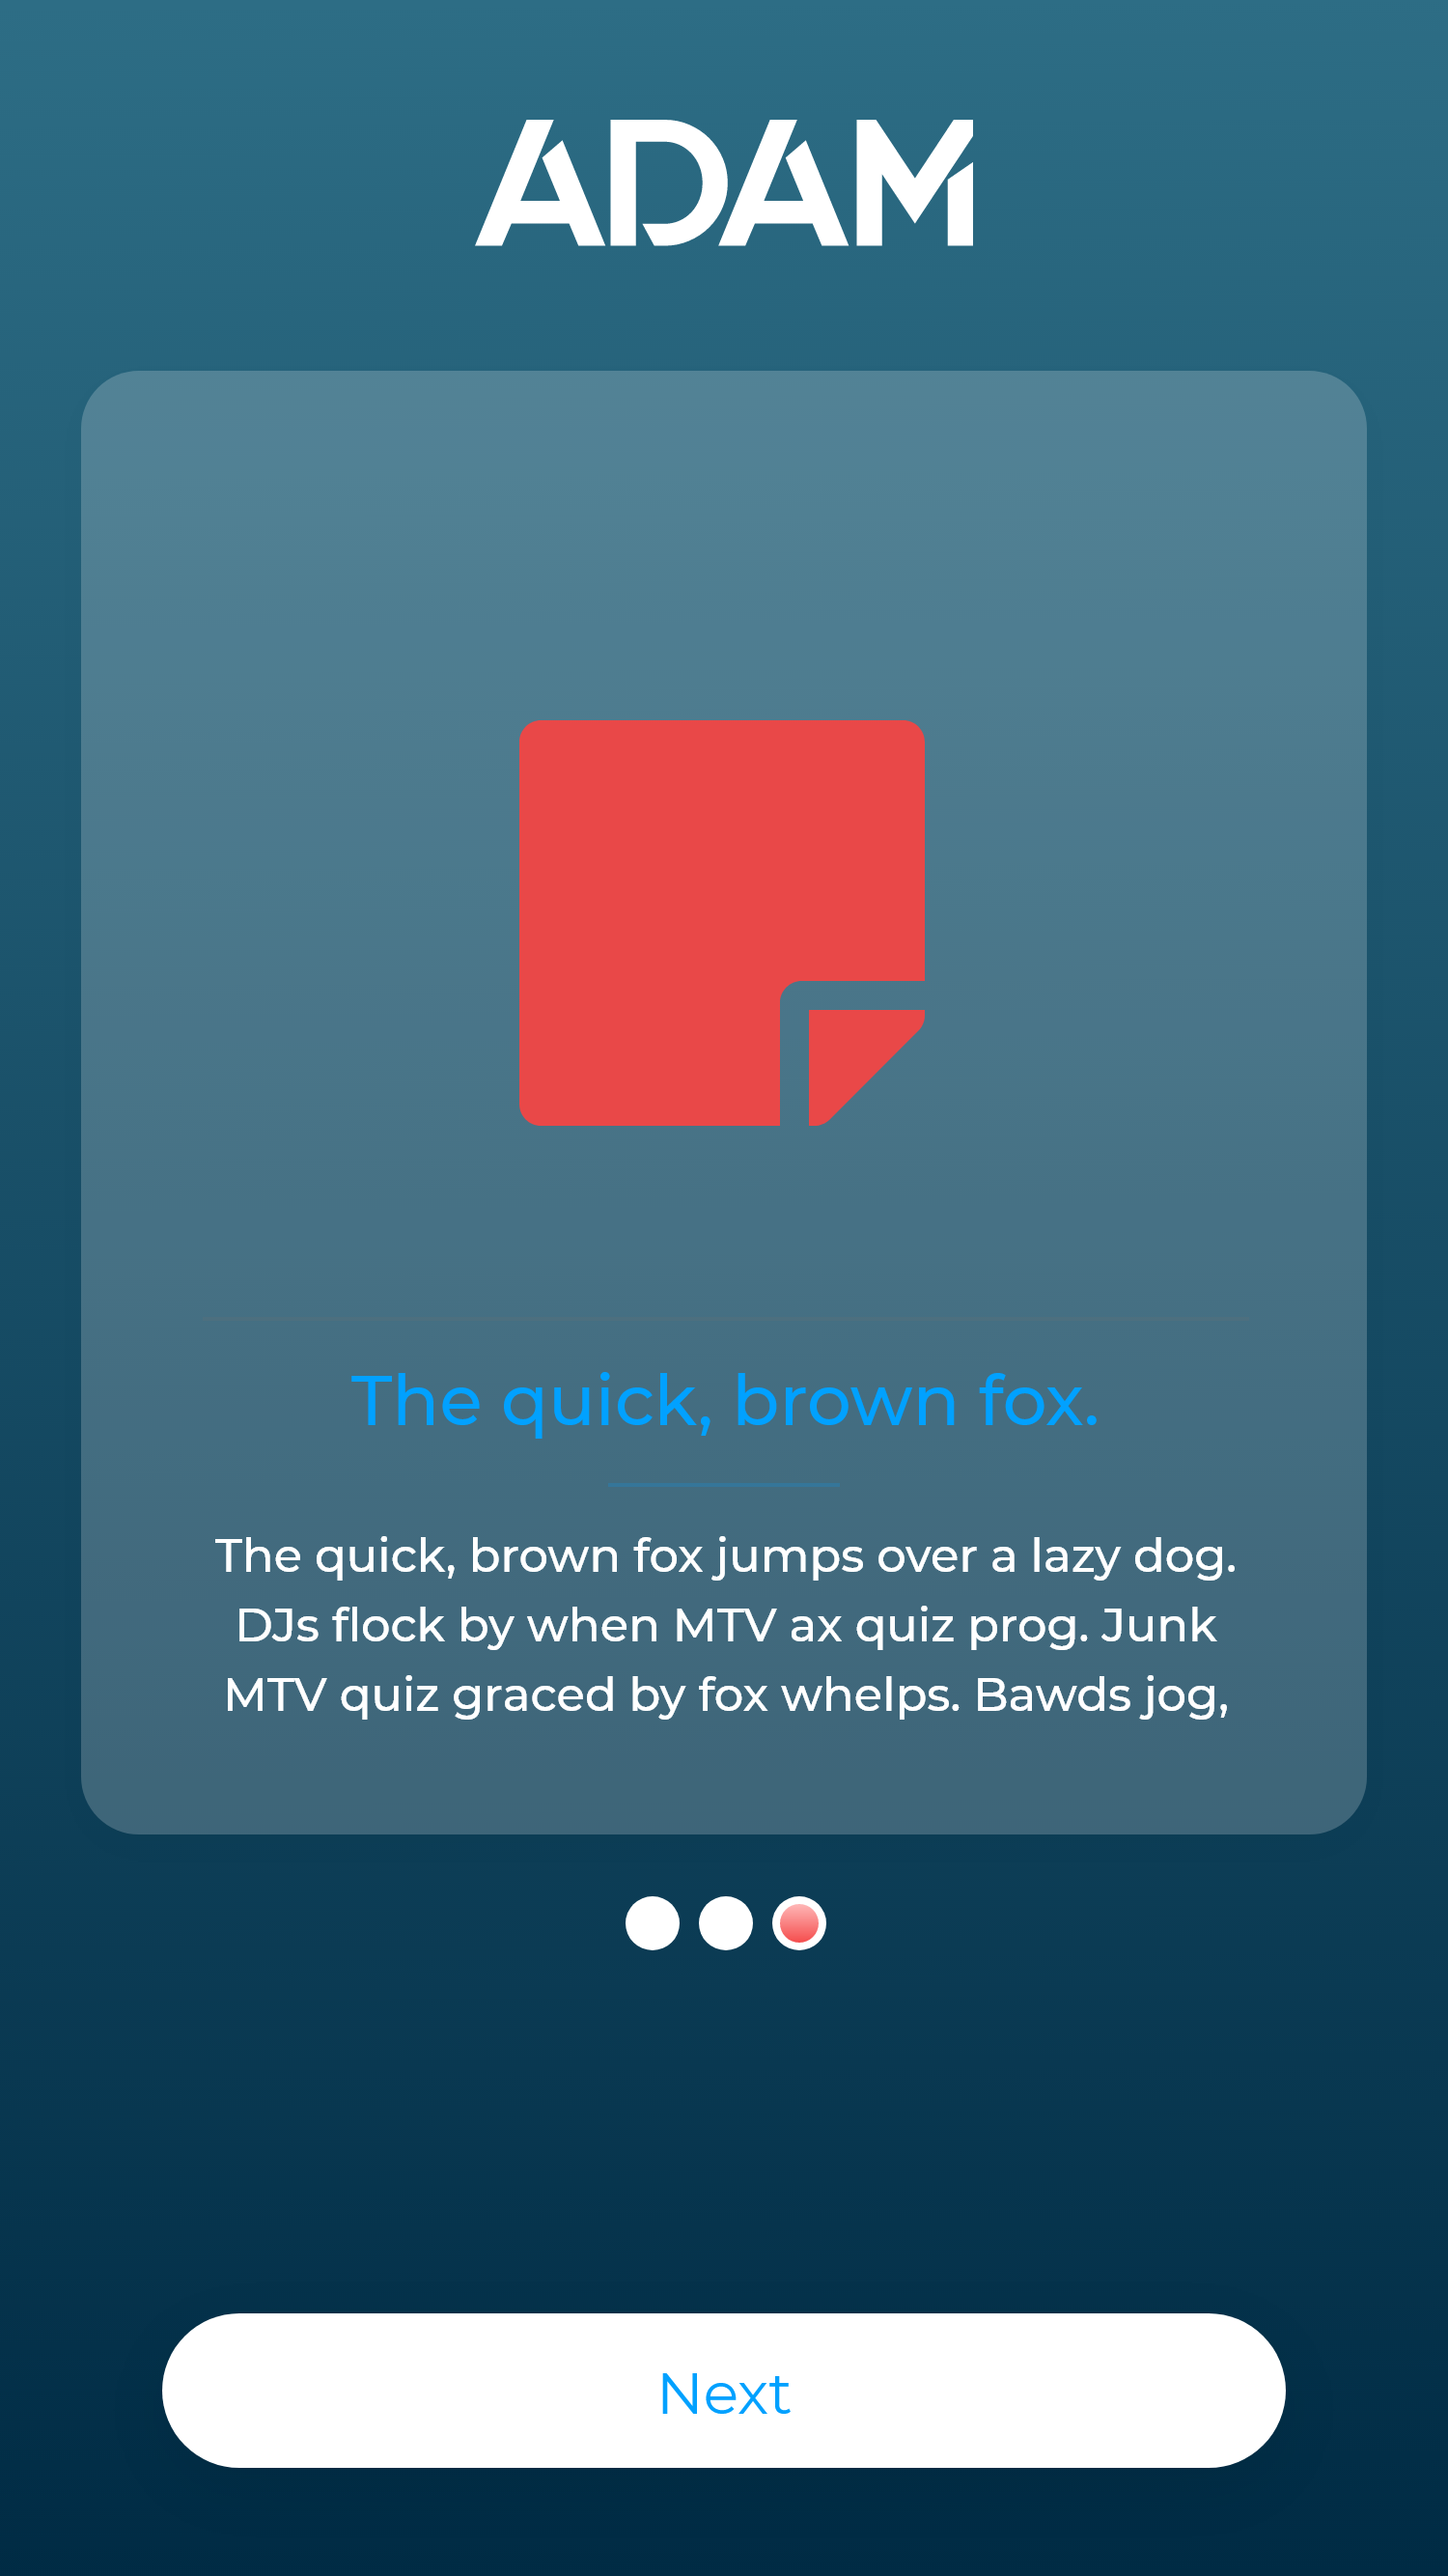 ADAM
The quick, brown fox.
The quick, brown fox jumps over a lazy dog.
DJs flock by when MTV ax quiz prog. Junk
MTV quiz graced by fox whelps. Bawds jog,
Next